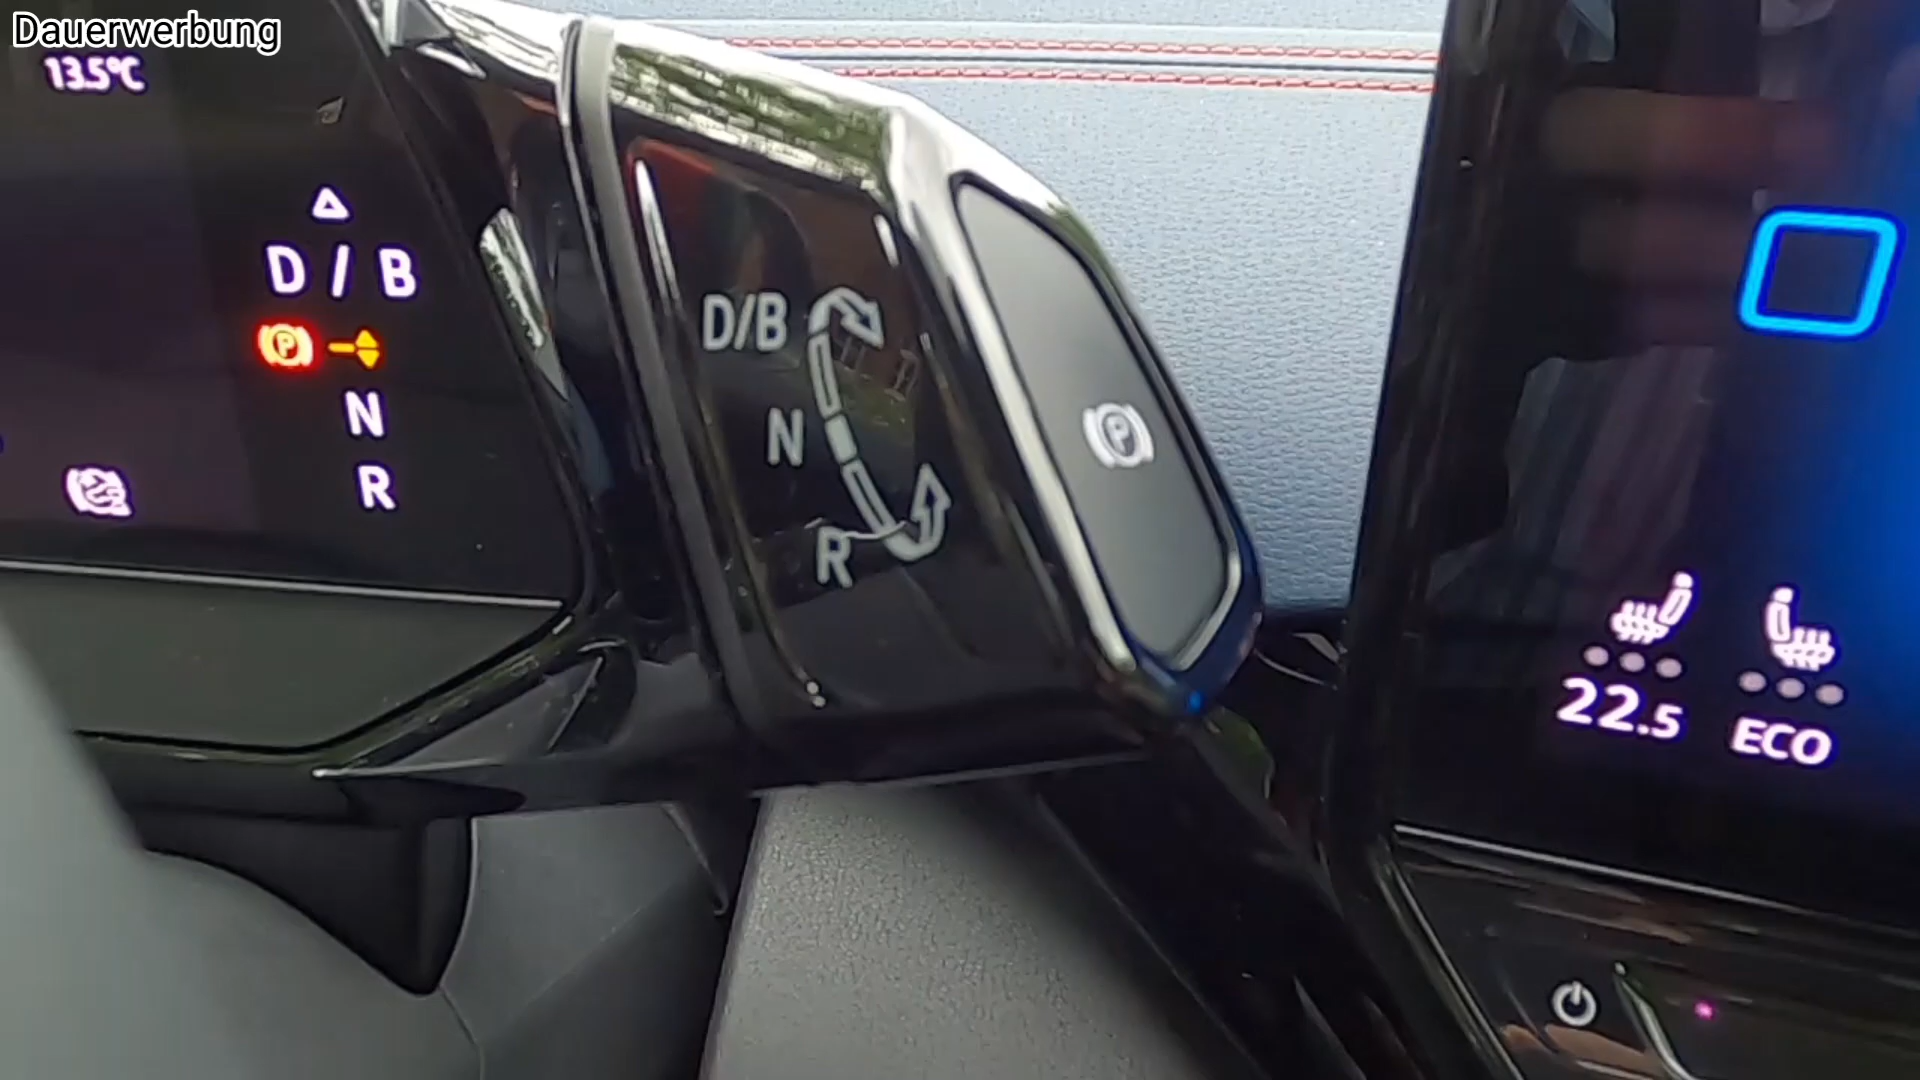 Dauerwerbung
13.5°C
D / B
P
N
R
D/B
N
R
P
22.5
ECO